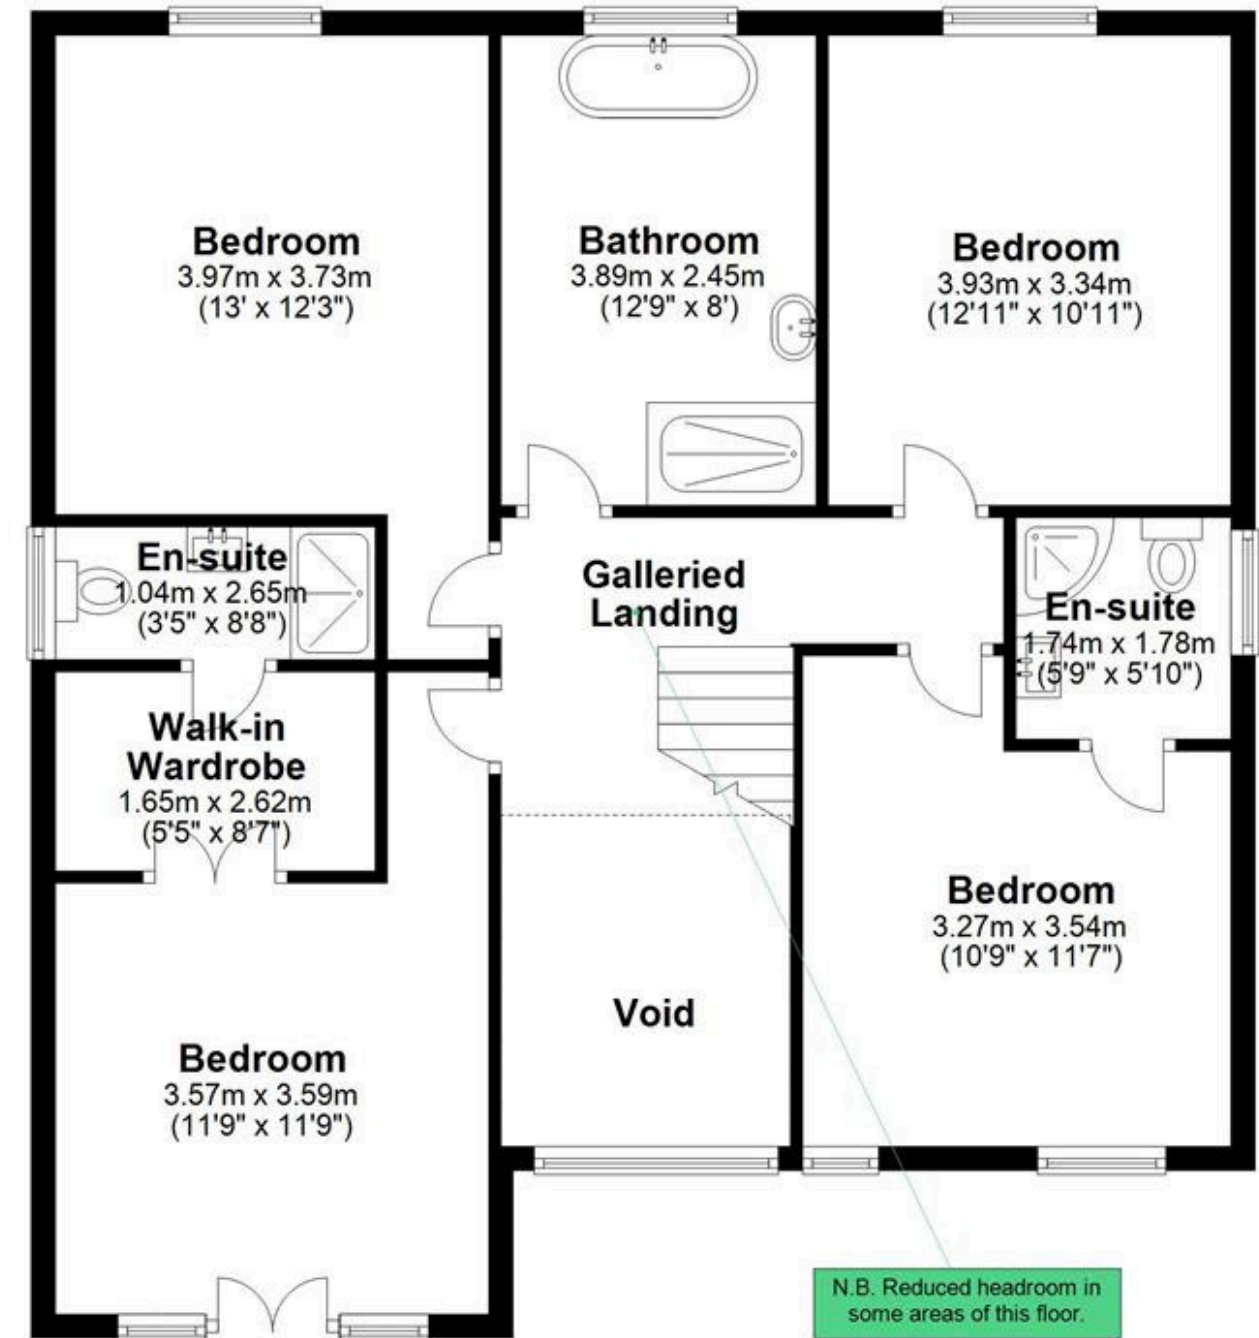 Bedroom
3.97m x 3.73m
(13' x 12'3")
Bathroom
3.89m x 2.45m
(12'9" x 8')
Bedroom
3.93m x 3.34m
(12'11" x 10'11")
En-suite
1.04m x 2.65m
(3'5" x 8'8")
Galleried
Landing
En-suite
1.74m x 1.78m
(5'9" x 5'10")
Walk-in
Wardrobe
1.65m x 2.62m
(5'5" x 8'7")
Bedroom
3.27m x 3.54m
(10'9" x 11'7")
Void
Bedroom
3.57m x 3.59m
(11'9" x 11'9")
N.B. Reduced headroom in
some areas of this floor.